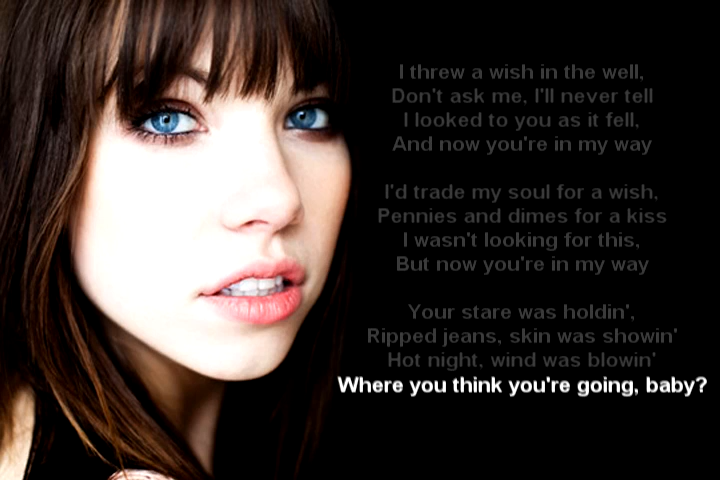 I threw a wish in the well,
Don't ask me, I'll never tell
I looked to you as it fell,
And now you're in my way
I'd trade my soul for a wish,
Pennies and dimes for a kiss
I wasn't looking for this,
But now you're in my way
Your stare was holdin',
Ripped jeans, skin was showin'
Hot night, wind was blowin'
Where you think you're going, baby?